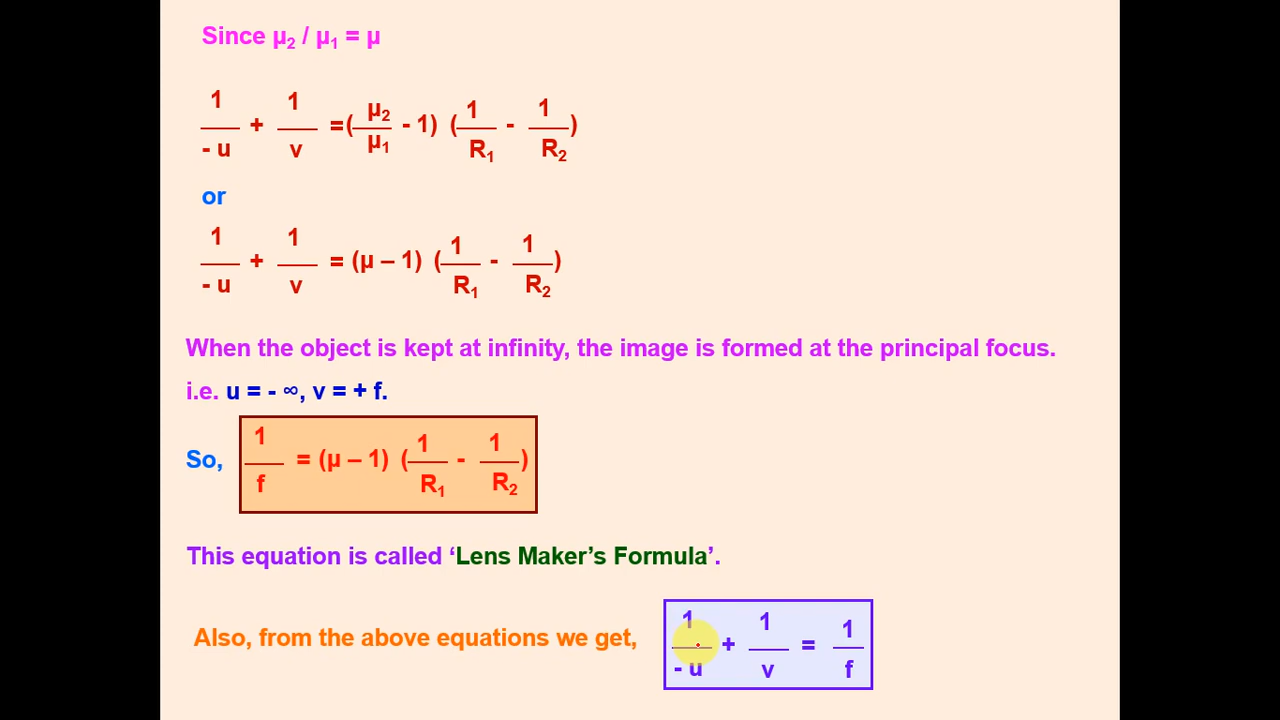 Since μ₂ / μ₁ = μ
1/- u + 1/v =(μ₂/μ₁ - 1) (1/R₁ - 1/R₂)
or
1/- u + 1/v = (μ – 1) (1/R₁ - 1/R₂)
When the object is kept at infinity, the image is formed at the principal focus.
i.e. u = - ∞, v = + f.
So, 1/f = (μ – 1) (1/R₁ - 1/R₂)
This equation is called ‘Lens Maker’s Formula’.
Also, from the above equations we get, 1/- u + 1/v = 1/f